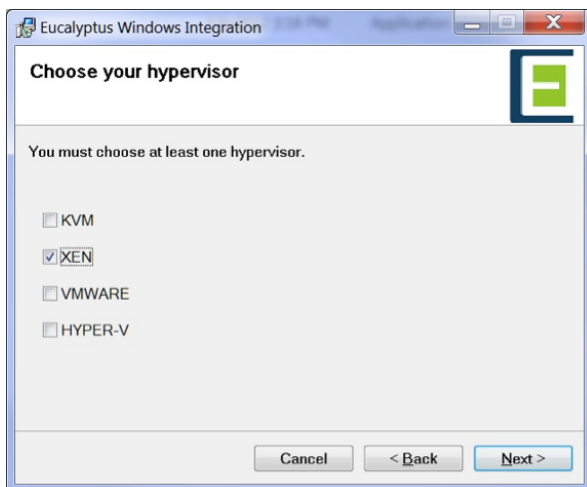 Eucalyptus Windows Integration
Choose your hypervisor
You must choose at least one hypervisor.
KVM
XEN
VMWARE
HYPER-V
Cancel
< Back
Next >